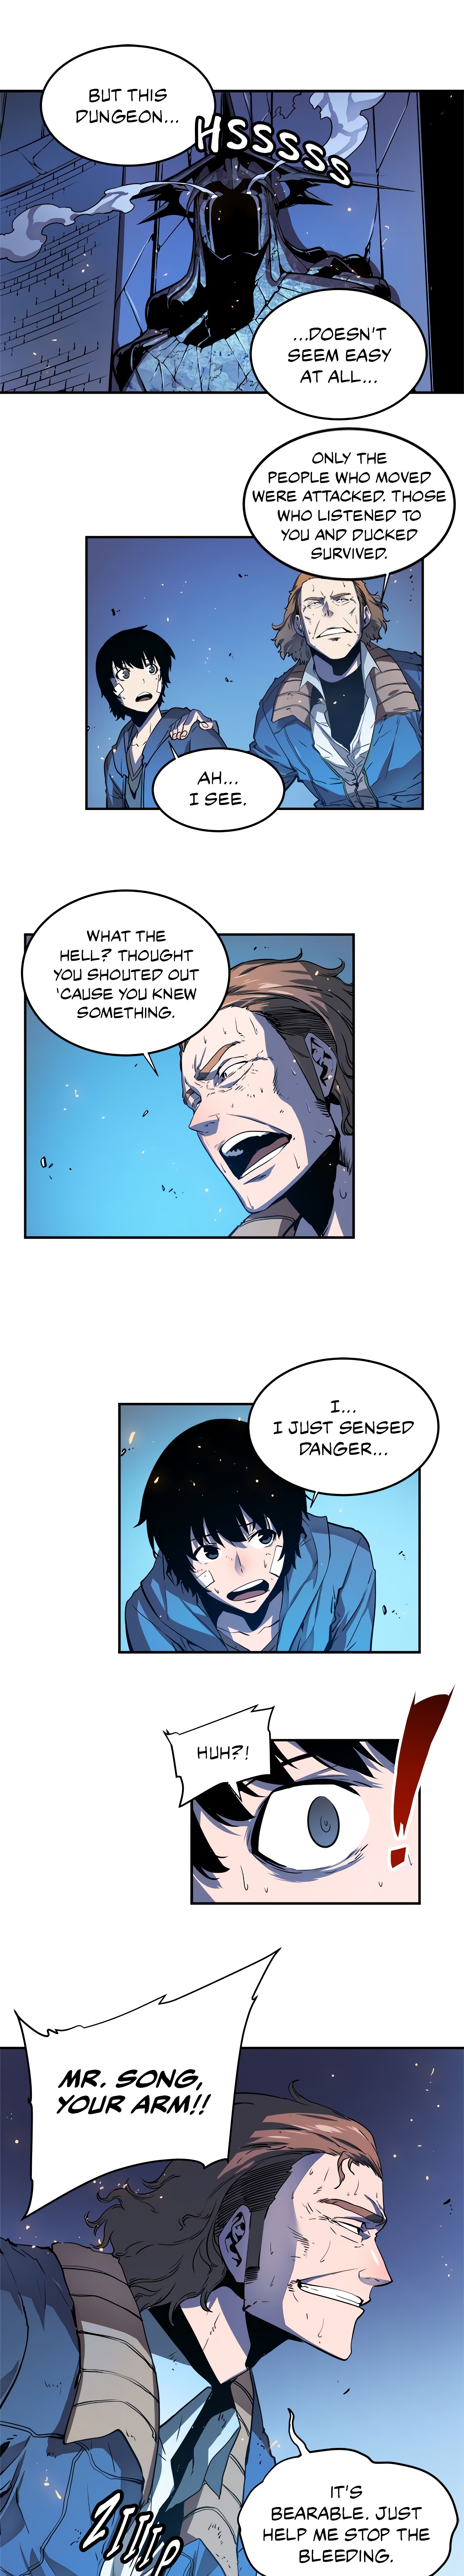 BUT THIS
DUNGEON...
HSSSSS
...DOESN'T
SEEM EASY
AT ALL...
ONLY THE
PEOPLE WHO MOVED
WERE ATTACKED. THOSE
WHO LISTENED TO
YOU AND DUCKED
SURVIVED.
AH...
I SEE.
WHAT THE
HELL? THOUGHT
YOU SHOUTED OUT
'CAUSE YOU KNEW
SOMETHING.
I...
I JUST SENSED
DANGER...
HUH?!
!
MR. SONG,
YOUR ARM!!
IT'S
BEARABLE. JUST
HELP ME STOP THE
BLEEDING.
ZIIIP